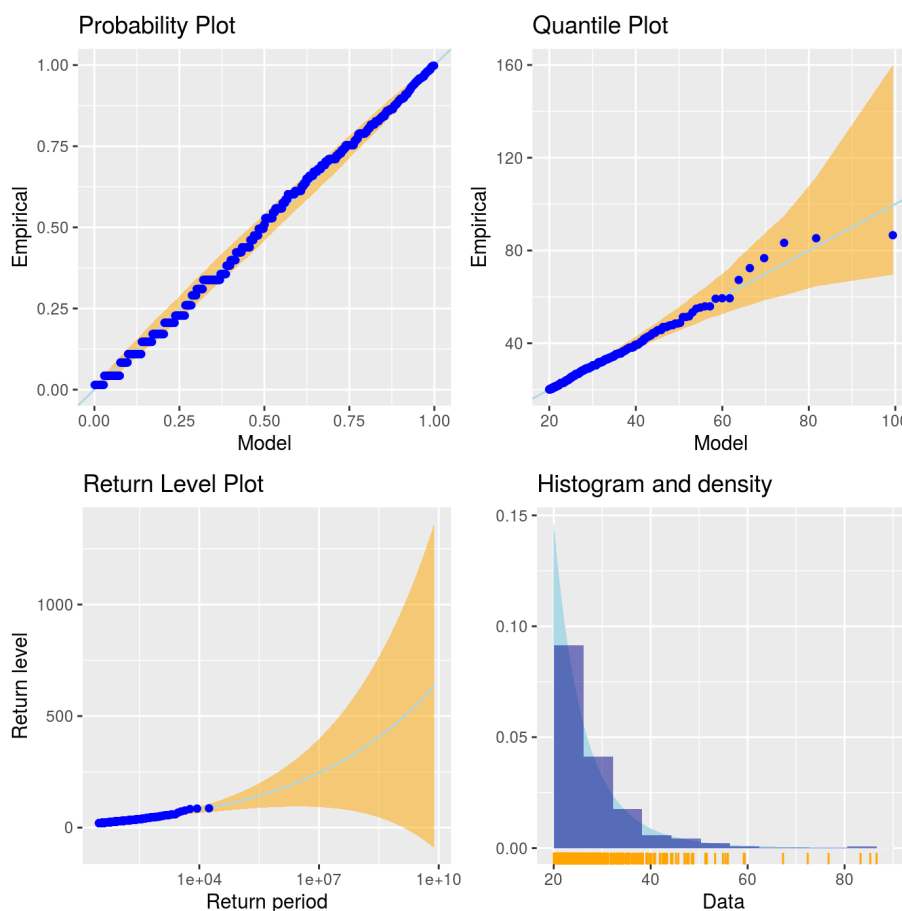 Probability Plot
1.00
0.75
0.50
0.25
0.00
Empirical
0.00 0.25 0.50 0.75 1.00
Model
Quantile Plot
160
120
80
40
Empirical
20 40 60 80 100
Model
Return Level Plot
1000
500
0
Return level
1e+04 1e+07 1e+10
Return period
Histogram and density
0.15
0.10
0.05
0.00
20 40 60 80
Data